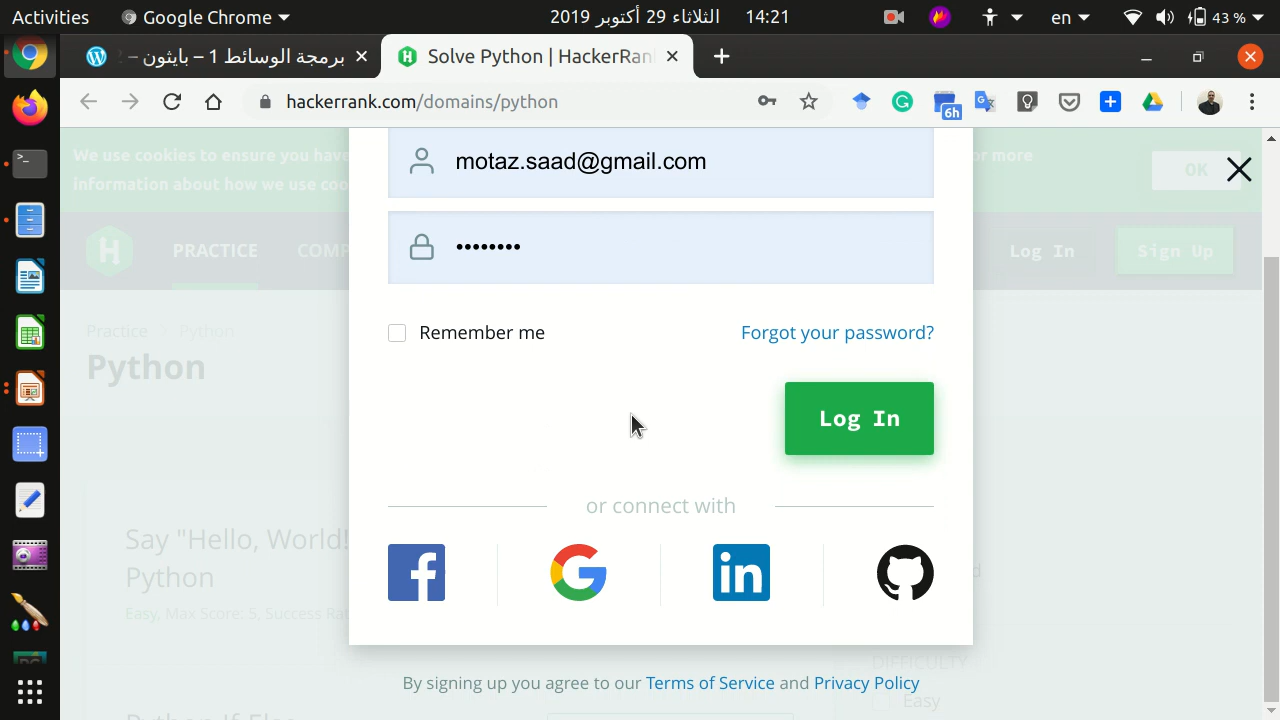 Activities Google Chrome الثلاثاء 29 أكتوبر 2019 14:21 en 43 %
برمجة الوسائط 1 – بايثون – Solve Python | HackerRan
hackerrank.com/domains/python 6h
We use cookies to ensure you have or more
information about how we use coo OK
motaz.saad@gmail.com
••••••••
PRACTICE COMP Log In Sign Up
Practice Python
Remember me Forgot your password?
Python
Log In
or connect with
Say "Hello, World!
Python
Easy, Max Score: 5, Success Rat
DIFFICULTY
By signing up you agree to our Terms of Service and Privacy Policy
Easy
Python If-Else